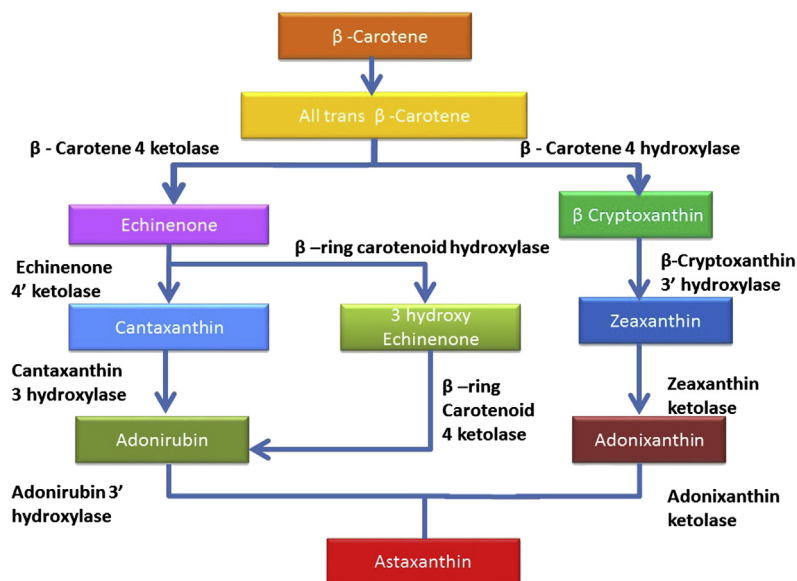 β -Carotene
All trans β -Carotene
β - Carotene 4 ketolase
β - Carotene 4 hydroxylase
Echinenone
β Cryptoxanthin
β –ring carotenoid hydroxylase
Echinenone
4’ ketolase
β-Cryptoxanthin
3’ hydroxylase
Cantaxanthin
3 hydroxy
Echinenone
Zeaxanthin
Cantaxanthin
3 hydroxylase
β –ring
Carotenoid
4 ketolase
Zeaxanthin
ketolase
Adonirubin
Adonixanthin
Adonirubin 3’
hydroxylase
Adonixanthin
ketolase
Astaxanthin